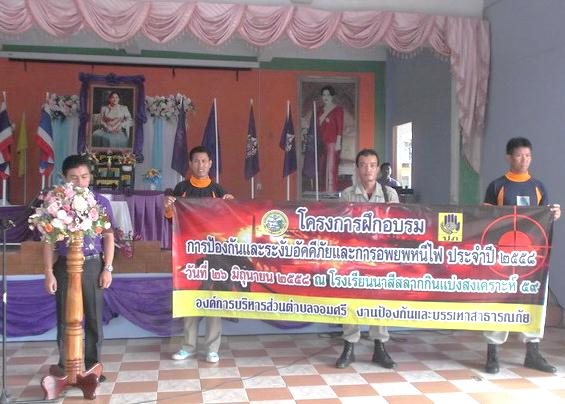 โครงการฝึกอบรม
การป้องกันและระงับอัคคีภัยและการอพยพหนีไฟ ประจำปี ๒๕๕๘
วันที่ ๒๖ มิถุนายน ๒๕๕๘ ณ โรงเรียนนาสีสลากกินแบ่งสงเคราะห์ ๕๙
องค์การบริหารส่วนตำบลจอมศรี งานป้องกันและบรรเทาสาธารณภัย